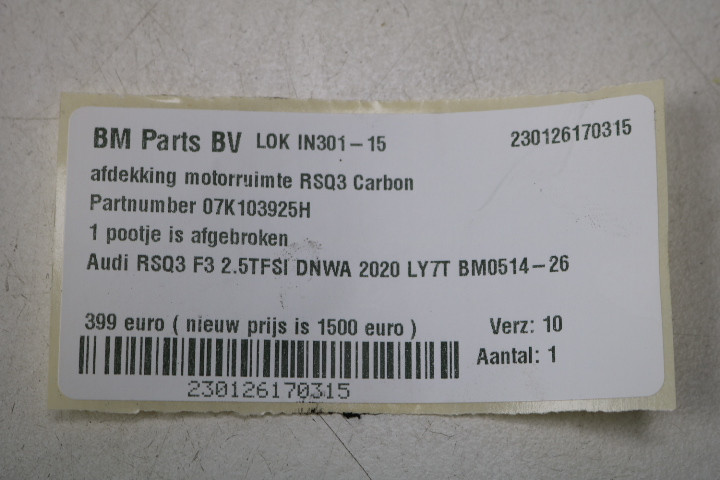 BM Parts BV LOK IN301-15 230126170315
afdekking motorruimte RSQ3 Carbon
Partnumber 07K103925H
1 pootje is afgebroken
Audi RSQ3 F3 2.5TFSI DNWA 2020 LY7T BM0514-26
399 euro ( nieuw prijs is 1500 euro ) Verz: 10
Aantal: 1
230126170315